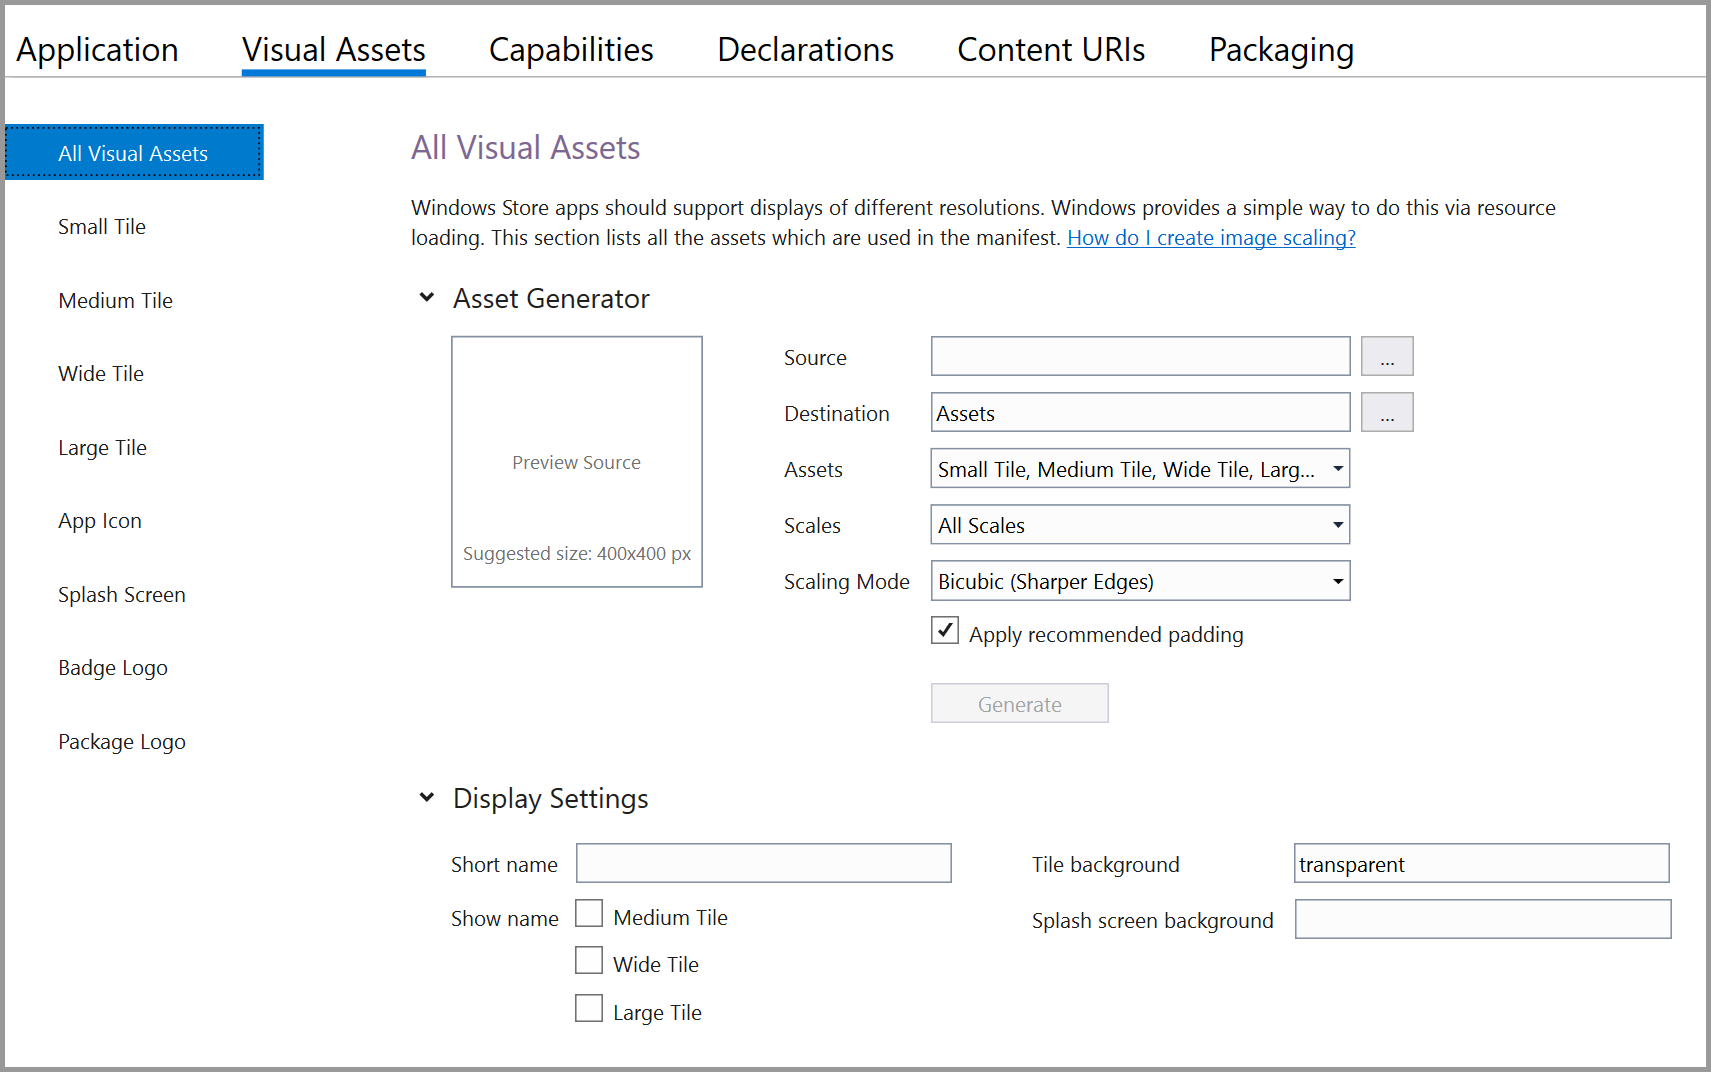 Application Visual Assets Capabilities Declarations Content URIs Packaging
All Visual Assets
Small Tile
Medium Tile
Wide Tile
Large Tile
App Icon
Splash Screen
Badge Logo
Package Logo
All Visual Assets
Windows Store apps should support displays of different resolutions. Windows provides a simple way to do this via resource
loading. This section lists all the assets which are used in the manifest. How do I create image scaling?
Asset Generator
Preview Source
Suggested size: 400x400 px
Source ...
Destination Assets ...
Assets Small Tile, Medium Tile, Wide Tile, Larg...
Scales All Scales
Scaling Mode Bicubic (Sharper Edges)
Apply recommended padding
Generate
Display Settings
Short name
Show name Medium Tile
Wide Tile
Large Tile
Tile background transparent
Splash screen background